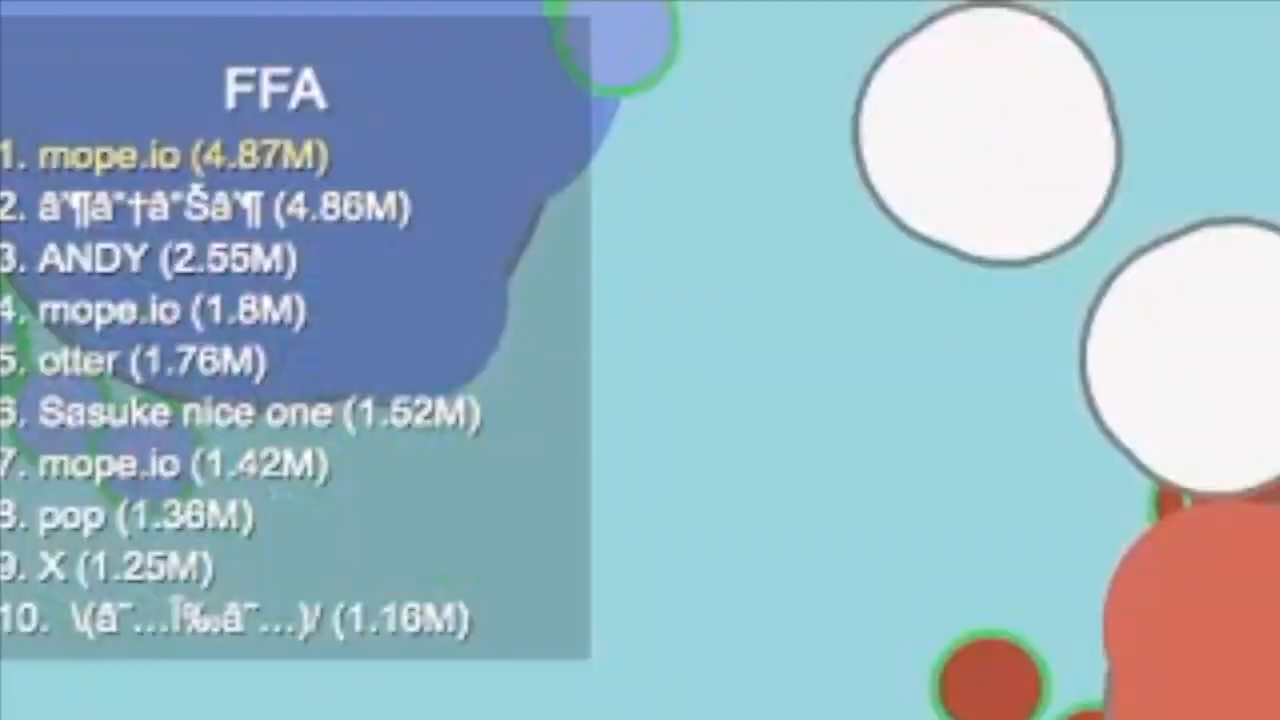 FFA
1. mope.io (4.87M)
2. â’¶â˜†â˜Šâ’¶ (4.86M)
3. ANDY (2.55M)
4. mope.io (1.8M)
5. otter (1.76M)
6. Sasuke nice one (1.52M)
7. mope.io (1.42M)
8. pop (1.36M)
9. X (1.25M)
10. \(â˜…Ï‰â˜…)/ (1.16M)